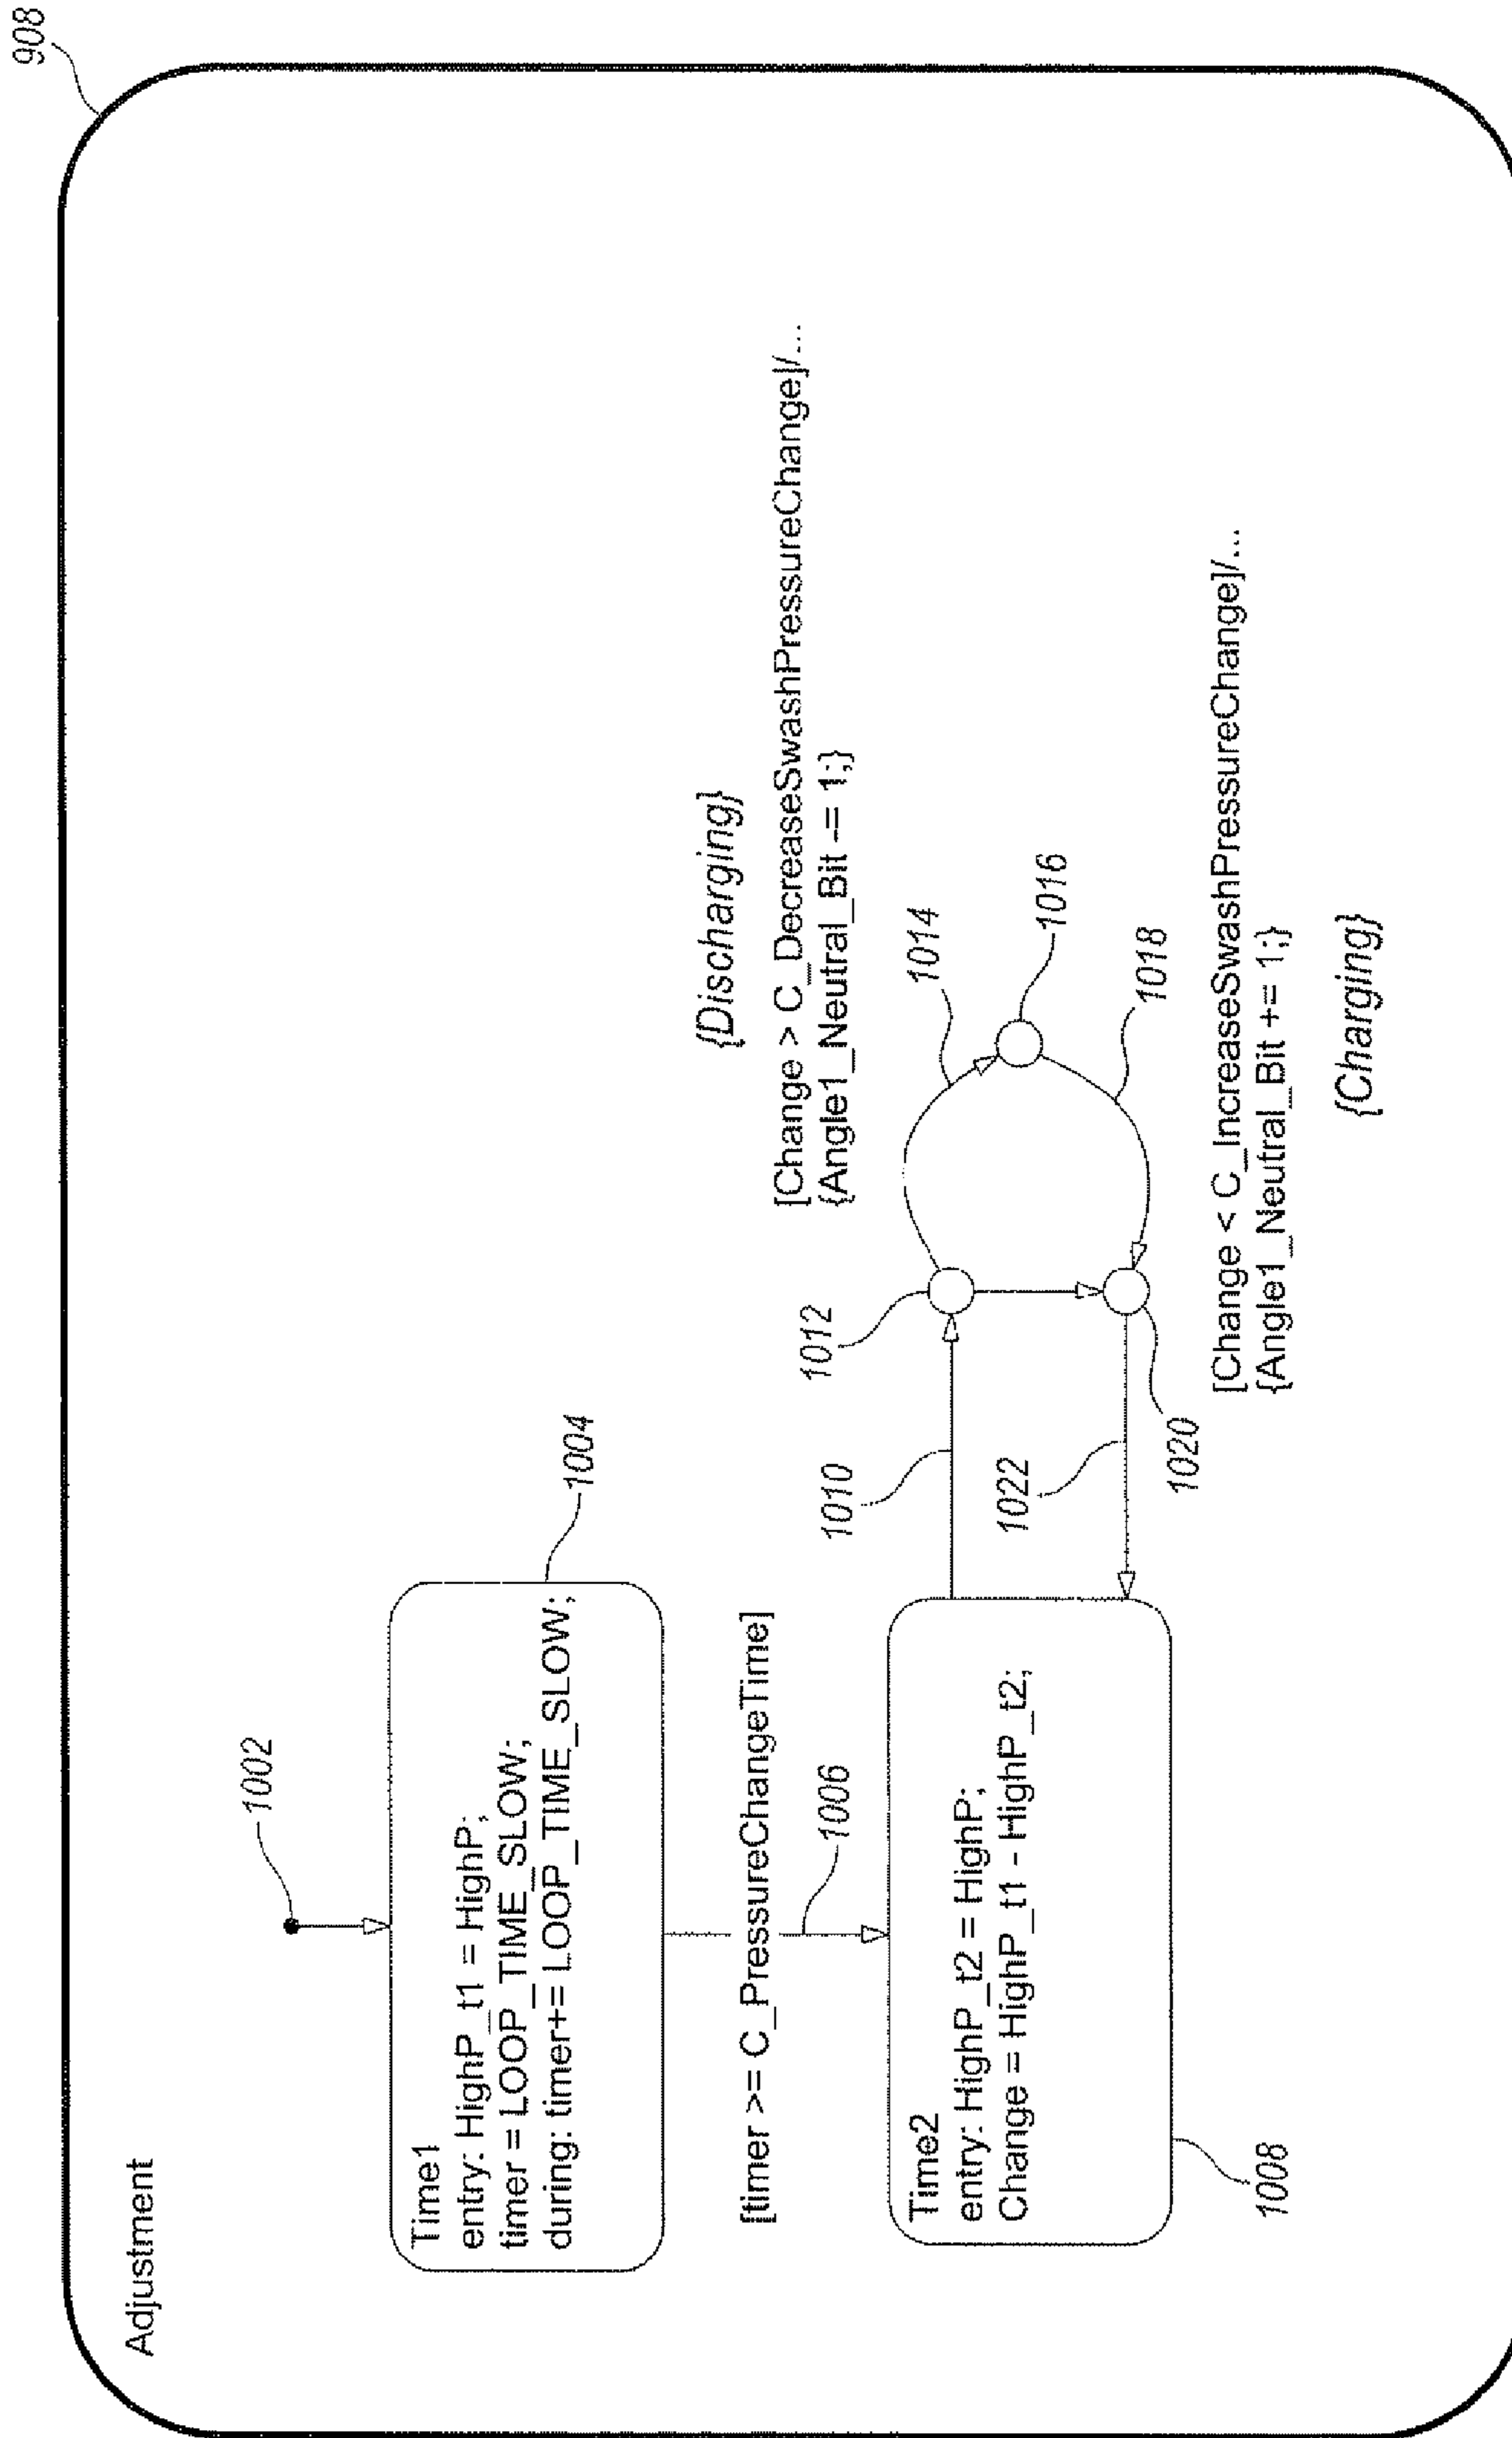 908
Adjustment
1002
Time1
entry: HighP_t1 = HighP;
timer = LOOP_TIME_SLOW;
during: timer+= LOOP_TIME_SLOW;
1004
[timer >= C_PressureChangeTime]
1006
{Discharging}
[Change > C_DecreaseSwashPressureChange]/...
{Angle1_Neutral_Bit -= 1;}
Time2
entry: HighP_t2 = HighP;
Change = HighP_t1 - HighP_t2;
1008
1010
1012
1014
1016
1018
1020
1022
[Change < C_IncreaseSwashPressureChange]/...
{Angle1_Neutral_Bit += 1;}
{Charging}